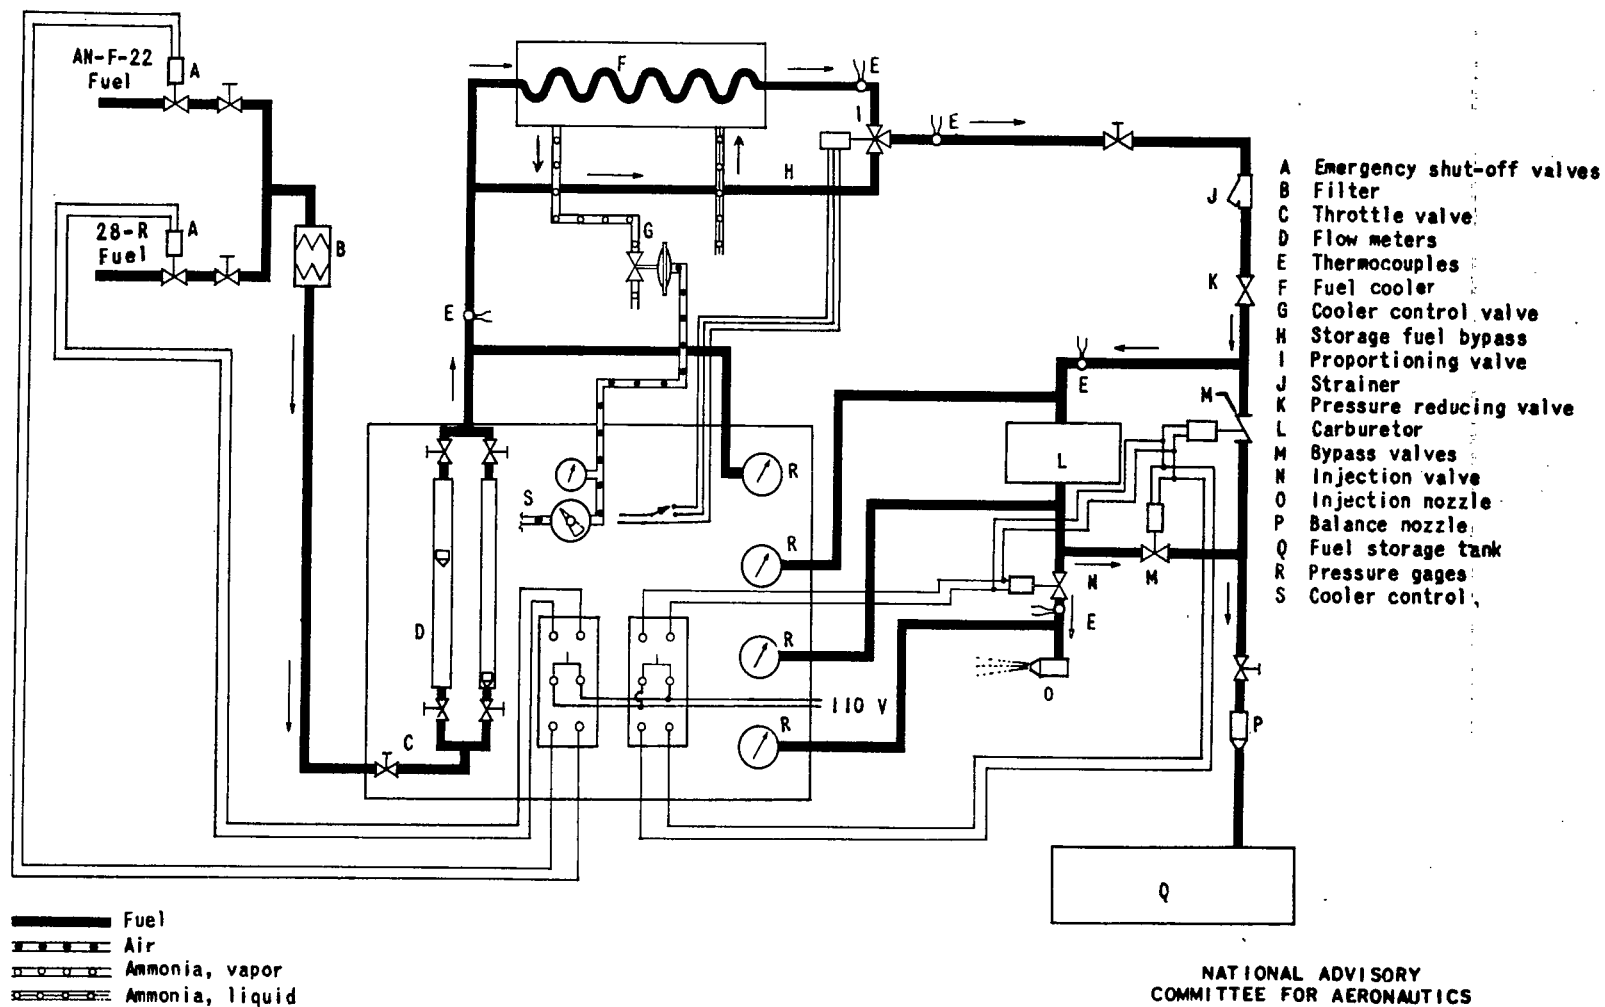 AN-F-22
Fuel
A
28-R
Fuel
A
B
C
D
E
F
E
I
E
H
G
J
K
E
M
L
M
N
E
O
P
Q
R
R
R
R
S
110 V
A Emergency shut-off valves
B Filter
C Throttle valve
D Flow meters
E Thermocouples
F Fuel cooler
G Cooler control valve
H Storage fuel bypass
I Proportioning valve
J Strainer
K Pressure reducing valve
L Carburetor
M Bypass valves
N Injection valve
O Injection nozzle
P Balance nozzle
Q Fuel storage tank
R Pressure gages
S Cooler control
Fuel
Air
Ammonia, vapor
Ammonia, liquid
NATIONAL ADVISORY
COMMITTEE FOR AERONAUTICS